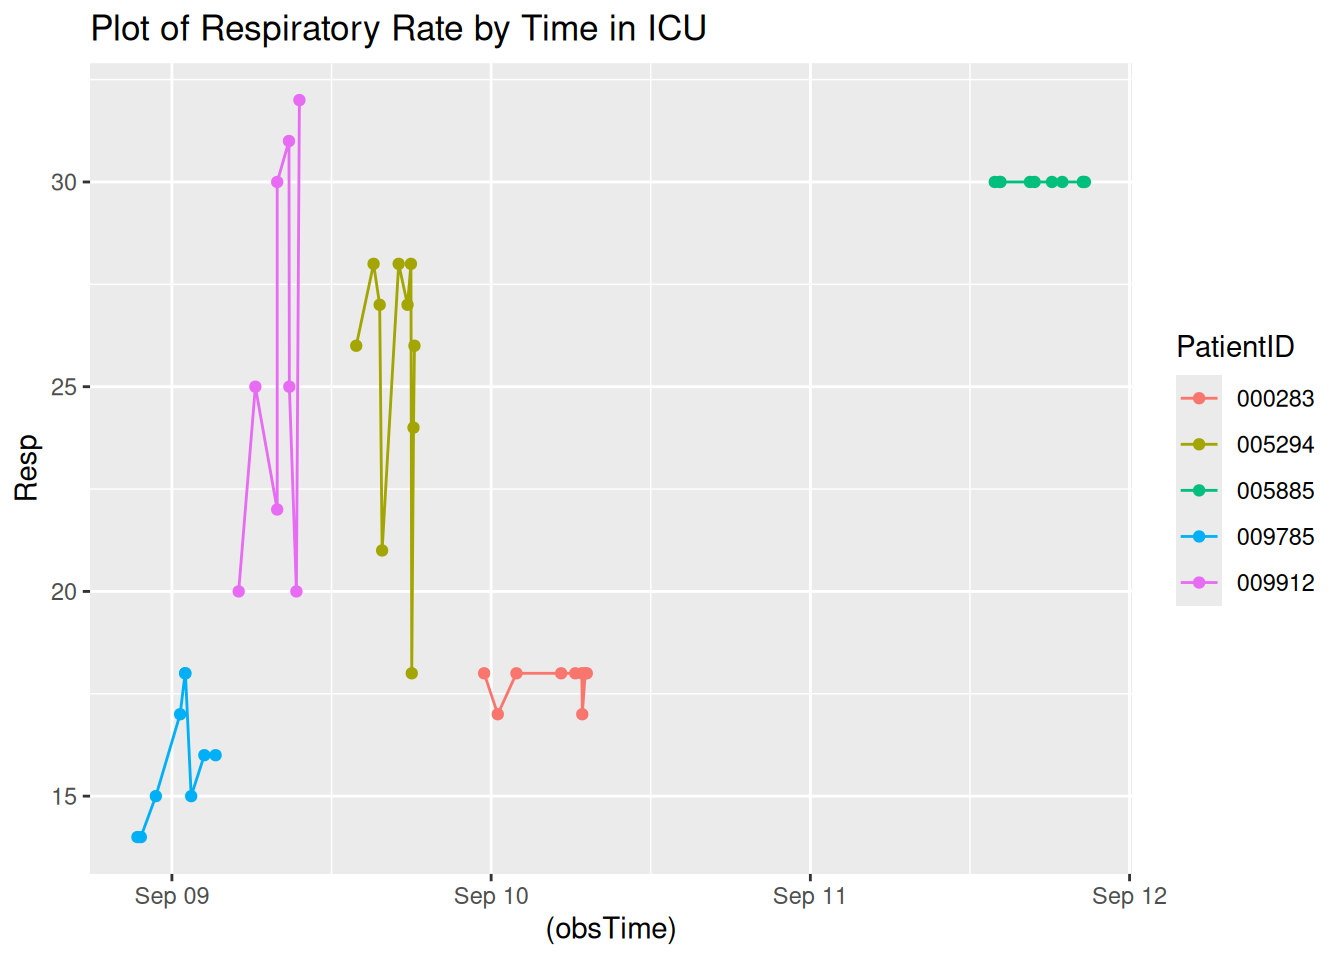 Plot of Respiratory Rate by Time in ICU
Resp
30
25
20
15
Sep 09
Sep 10
Sep 11
Sep 12
(obsTime)
PatientID
000283
005294
005885
009785
009912